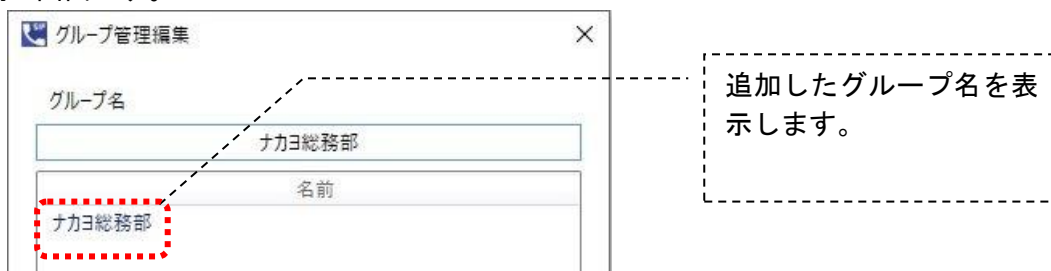 グループ管理編集
グループ名
ナカヨ総務部
名前
ナカヨ総務部
追加したグループ名を表
示します。